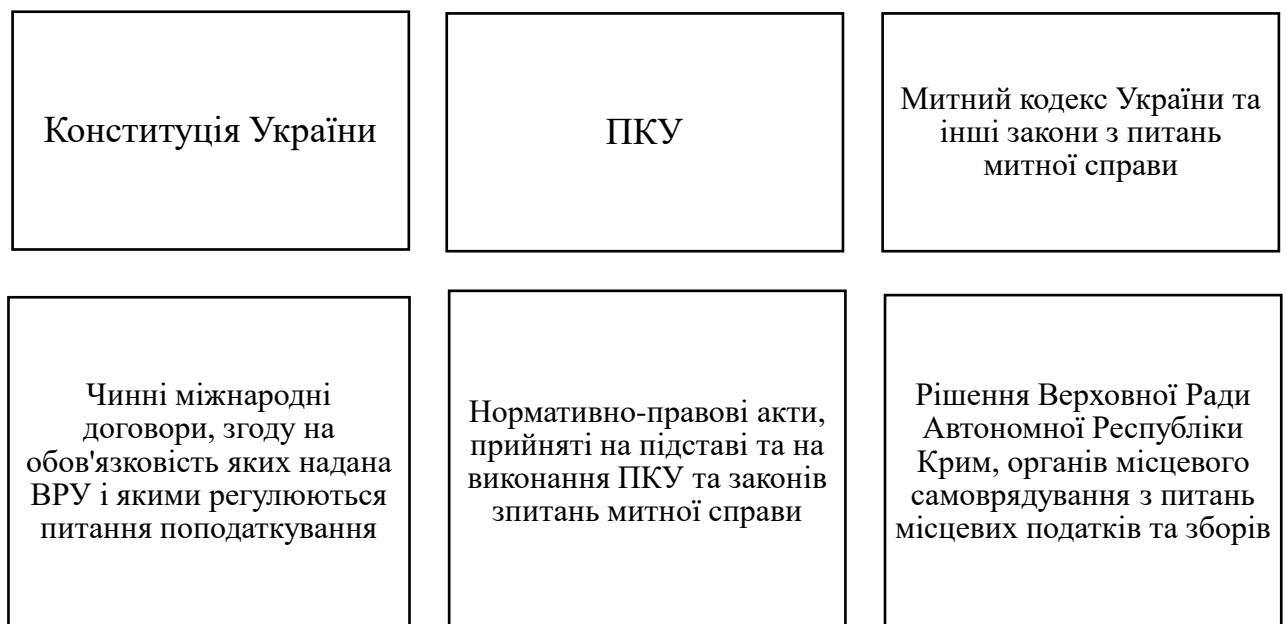 Конституція України
ПКУ
Митний кодекс України та
інші закони з питань
митної справи
Чинні міжнародні
договори, згоду на
обов'язковість яких надана
ВРУ і якими регулюються
питання поподаткування
Нормативно-правові акти,
прийняті на підставі та на
виконання ПКУ та законів
зпитань митної справи
Рішення Верховної Ради
Автономної Республіки
Крим, органів місцевого
самоврядування з питань
місцевих податків та зборів